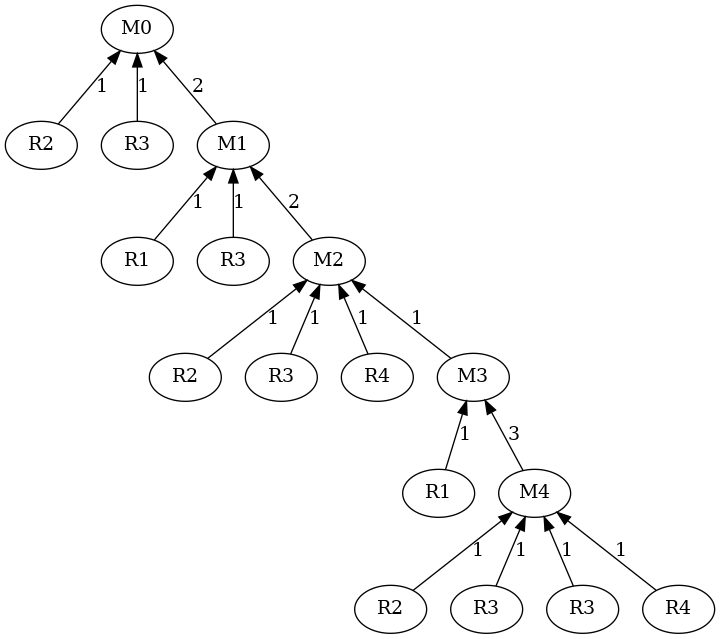 M0
1 1 2
R2 R3 M1
1 1 2
R1 R3 M2
1 1 1 1
R2 R3 R4 M3
1 3
R1 M4
1 1 1 1
R2 R3 R3 R4